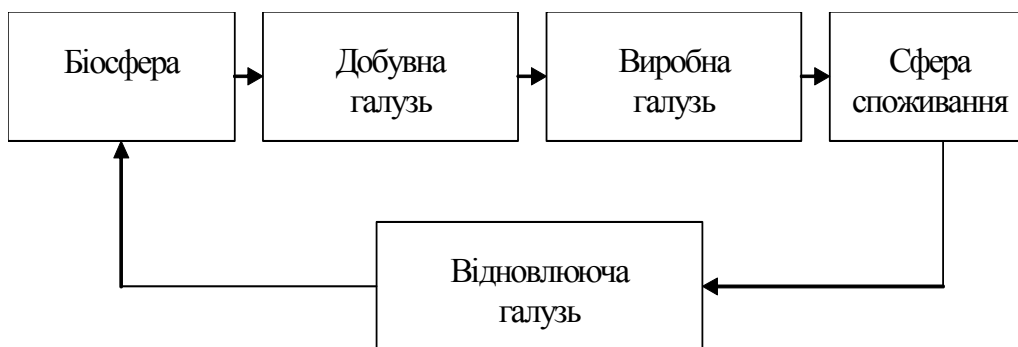 Біосфера
Добувна
галузь
Виробна
галузь
Сфера
споживання
Відновлююча
галузь